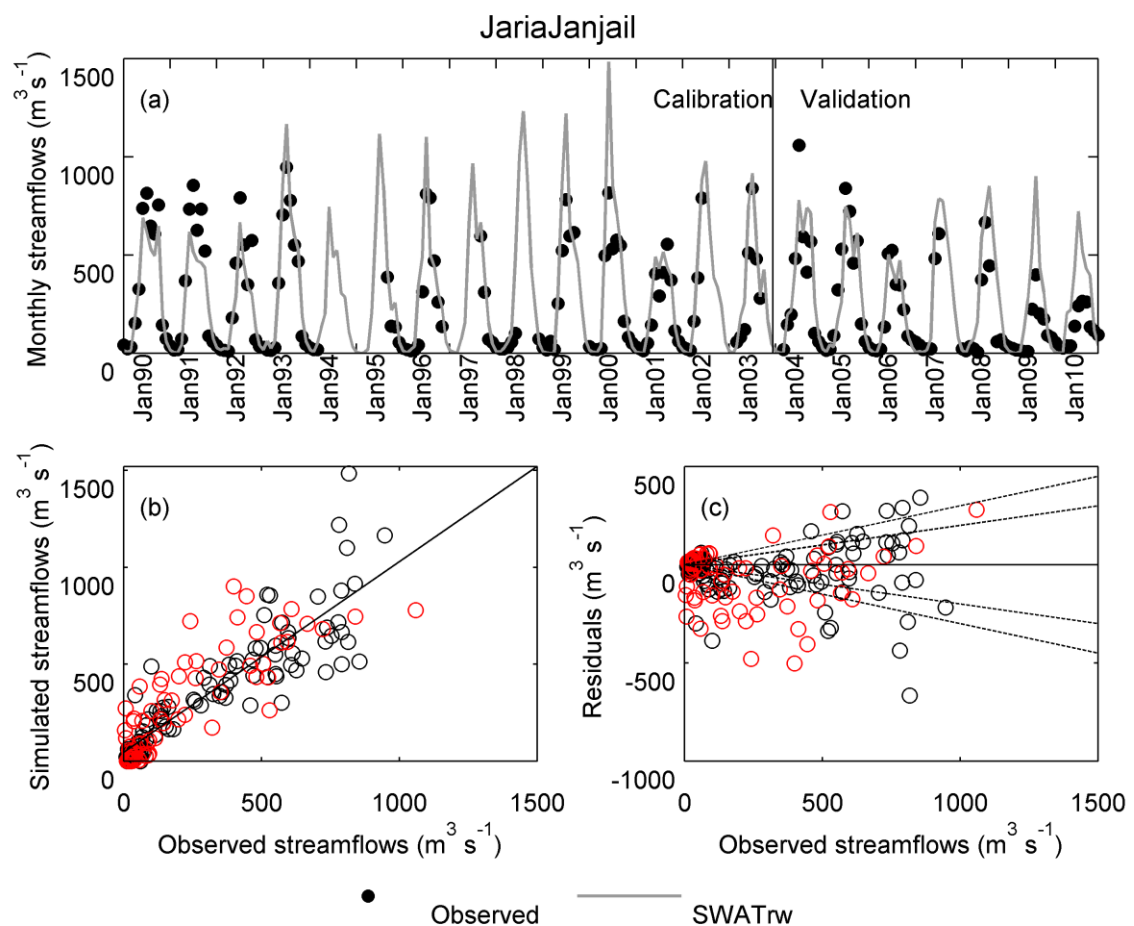 JariaJanjail
Monthly streamflows (m³ s⁻¹)
1500
1000
500
0
(a)
Calibration
Validation
Jan90
Jan91
Jan92
Jan93
Jan94
Jan95
Jan96
Jan97
Jan98
Jan99
Jan00
Jan01
Jan02
Jan03
Jan04
Jan05
Jan06
Jan07
Jan08
Jan09
Jan10
Simulated streamflows (m³ s⁻¹)
1500
1000
500
0
(b)
0
500
1000
1500
Observed streamflows (m³ s⁻¹)
Residuals (m³ s⁻¹)
500
0
-500
-1000
(c)
0
500
1000
1500
Observed streamflows (m³ s⁻¹)
Observed
SWATrw